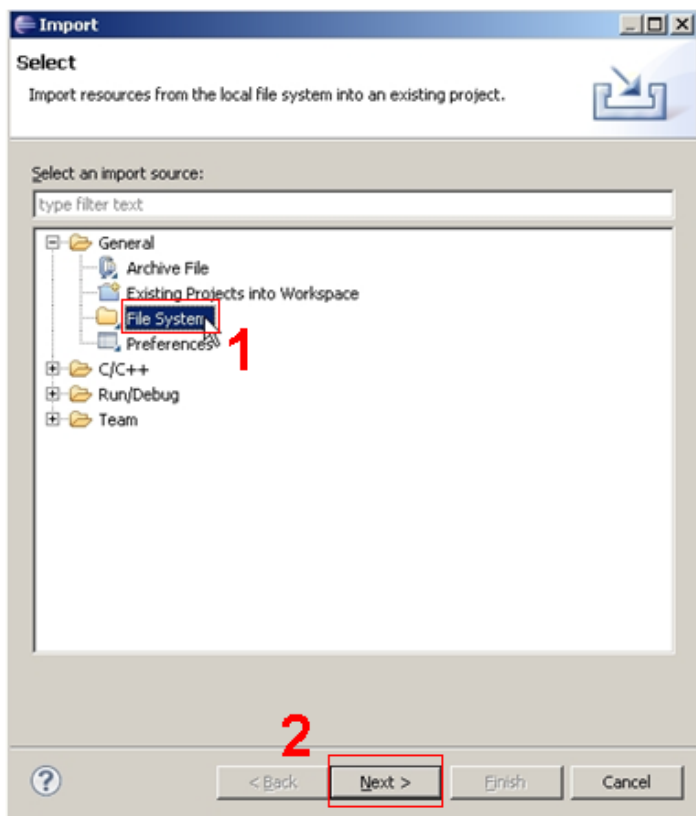 Import
Select
Import resources from the local file system into an existing project.
Select an import source:
type filter text
General
Archive File
Existing Projects into Workspace
File System
1
Preferences
C/C++
Run/Debug
Team
2
?
< Back
Next >
Finish
Cancel